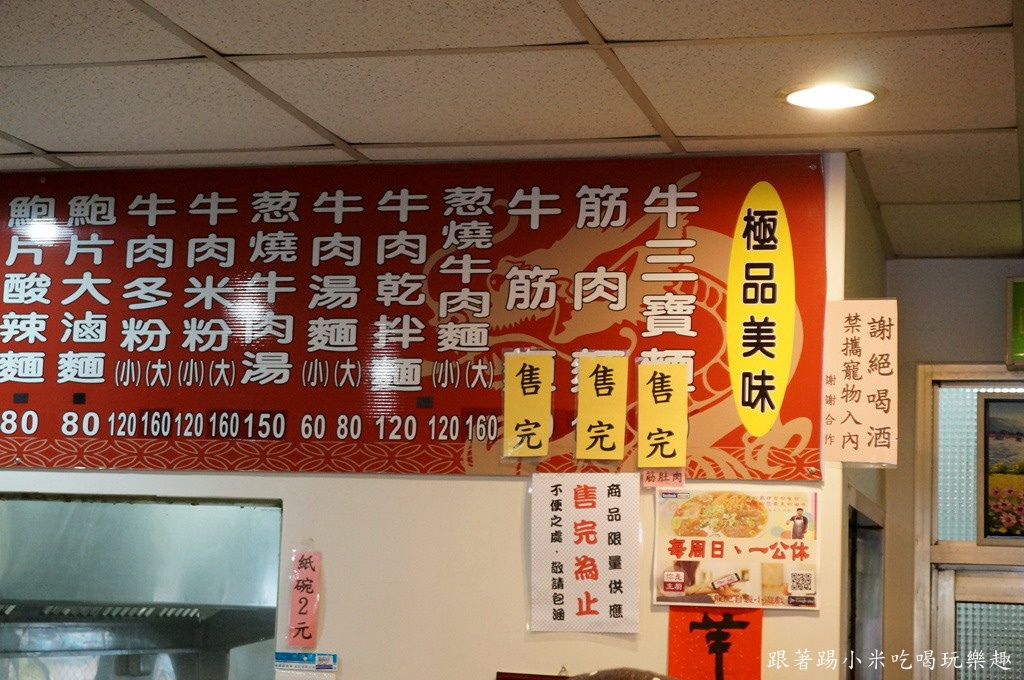 極品美味
牛三寶麵
筋肉麵
牛筋
售完
售完
售完
葱燒牛肉麵(小)(大) 120 160
牛肉乾拌麵 120
牛肉湯麵(小)(大) 60 80
葱燒牛肉湯 150
牛肉米粉(小)(大) 120 160
牛肉多粉(小)(大) 120 160
鮑片大滷麵 80
鮑片酸辣麵 80
謝絕喝酒
禁攜寵物入內
謝謝合作
筋肚肉
商品限量供應
售完為止
不便之處，敬請包涵
每周日、一公休
紙碗2元
跟著踢小米吃喝玩樂趣